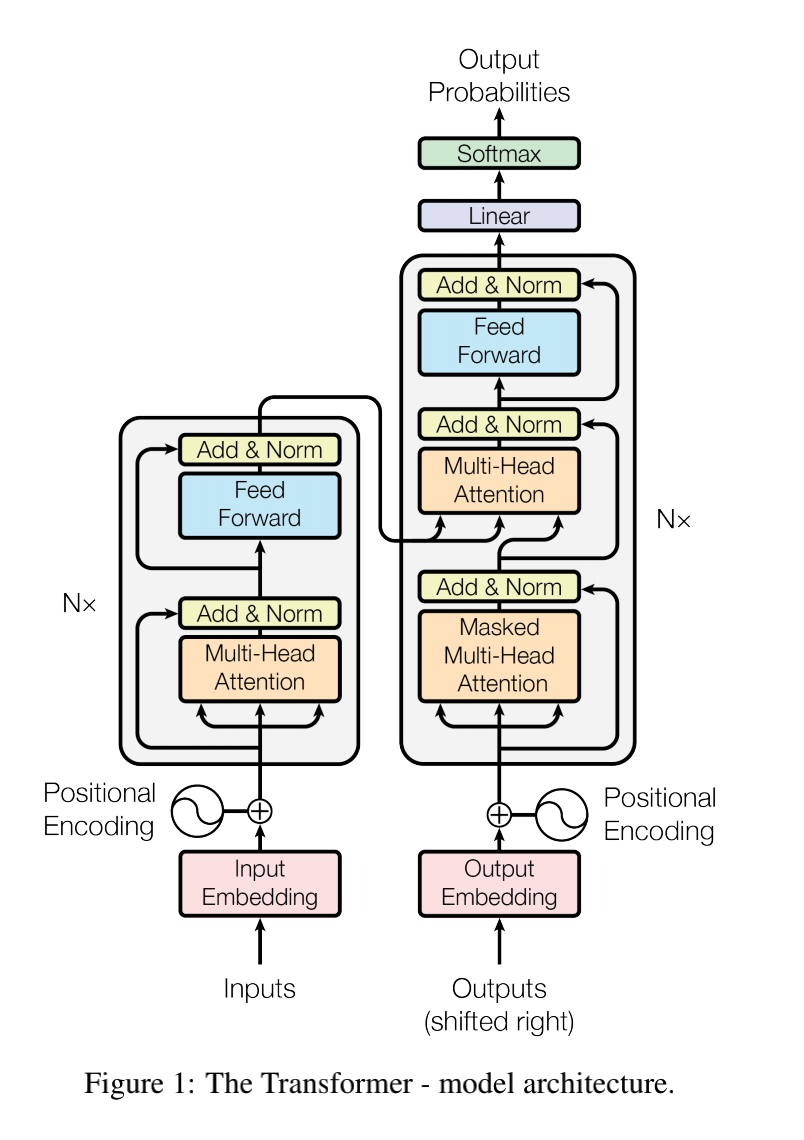 Output
Probabilities
Softmax
Linear
Add & Norm
Feed
Forward
Add & Norm
Multi-Head
Attention
Add & Norm
Masked
Multi-Head
Attention
N×
Add & Norm
Feed
Forward
Add & Norm
Multi-Head
Attention
N×
Positional
Encoding
Positional
Encoding
Input
Embedding
Output
Embedding
Inputs
Outputs
(shifted right)
Figure 1: The Transformer - model architecture.